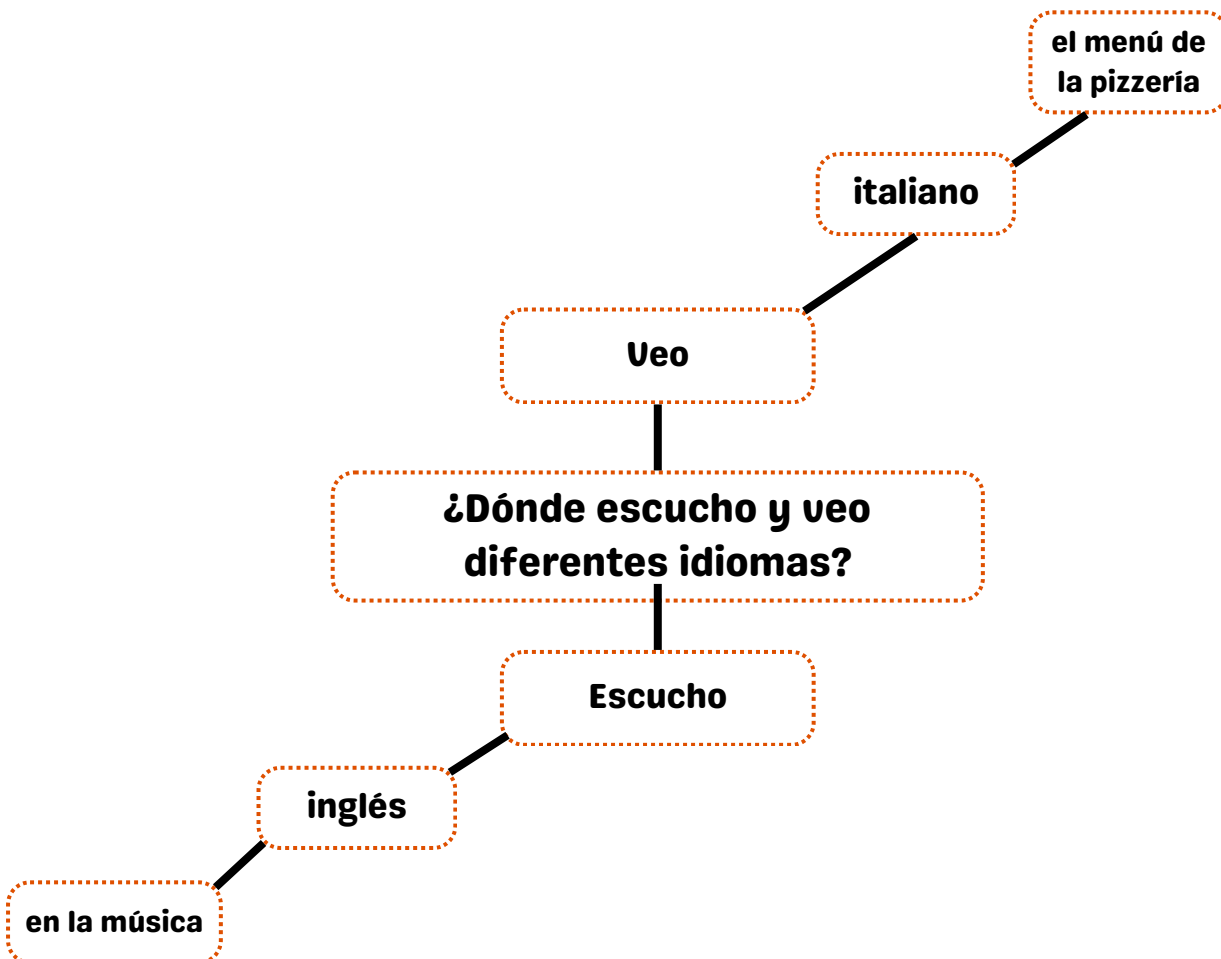 el menú de
la pizzería
italiano
Veo
¿Dónde escucho y veo
diferentes idiomas?
Escucho
inglés
en la música